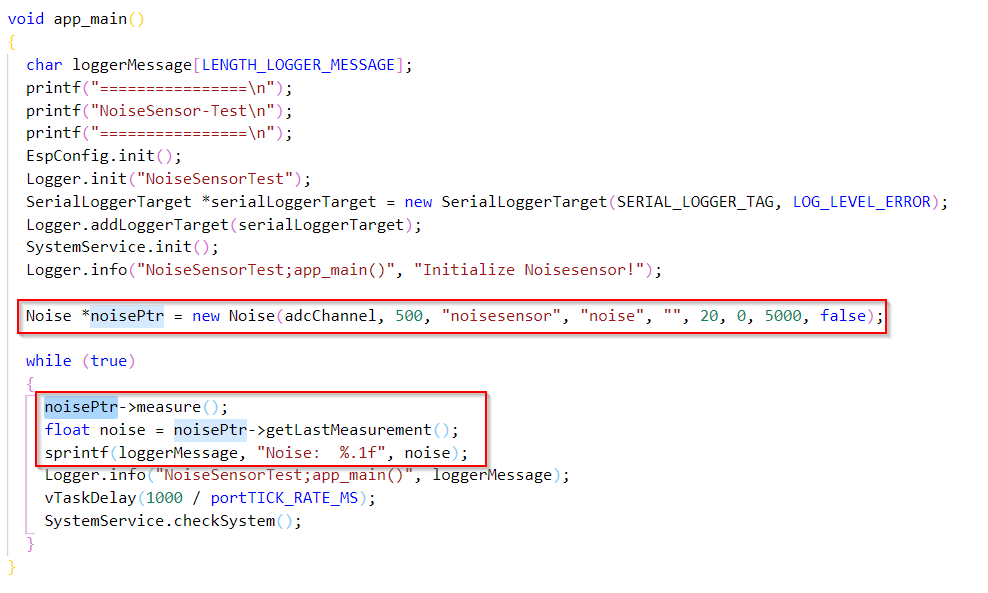 void app_main()
{
char loggerMessage[LENGTH_LOGGER_MESSAGE];
printf("================\n");
printf("NoiseSensor-Test\n");
printf("================\n");
EspConfig.init();
Logger.init("NoiseSensorTest");
SerialLoggerTarget *serialLoggerTarget = new SerialLoggerTarget(SERIAL_LOGGER_TAG, LOG_LEVEL_ERROR);
Logger.addLoggerTarget(serialLoggerTarget);
SystemService.init();
Logger.info("NoiseSensorTest;app_main()", "Initialize Noisesensor!");
Noise *noisePtr = new Noise(adcChannel, 500, "noisesensor", "noise", "", 20, 0, 5000, false);
while (true)
{
noisePtr->measure();
float noise = noisePtr->getLastMeasurement();
sprintf(loggerMessage, "Noise:  %.1f", noise);
Logger.info("NoiseSensorTest;app_main()", loggerMessage);
vTaskDelay(1000 / portTICK_RATE_MS);
SystemService.checkSystem();
}
}